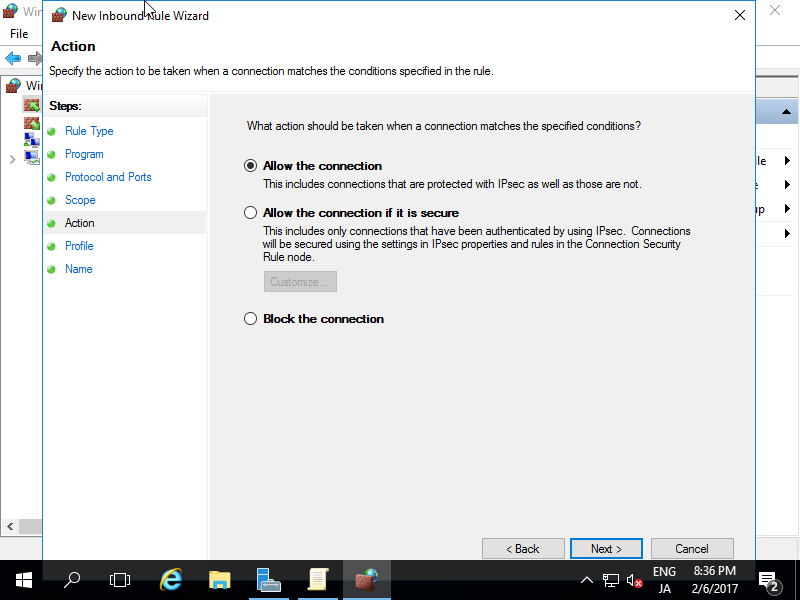 New Inbound Rule Wizard
File
Action
Specify the action to be taken when a connection matches the conditions specified in the rule.
Steps:
Rule Type
Program
Protocol and Ports
Scope
Action
Profile
Name
What action should be taken when a connection matches the specified conditions?
Allow the connection
This includes connections that are protected with IPsec as well as those are not.
Allow the connection if it is secure
This includes only connections that have been authenticated by using IPsec. Connections
will be secured using the settings in IPsec properties and rules in the Connection Security
Rule node.
Customize...
Block the connection
< Back
Next >
Cancel
ENG
JA
8:36 PM
2/6/2017
2